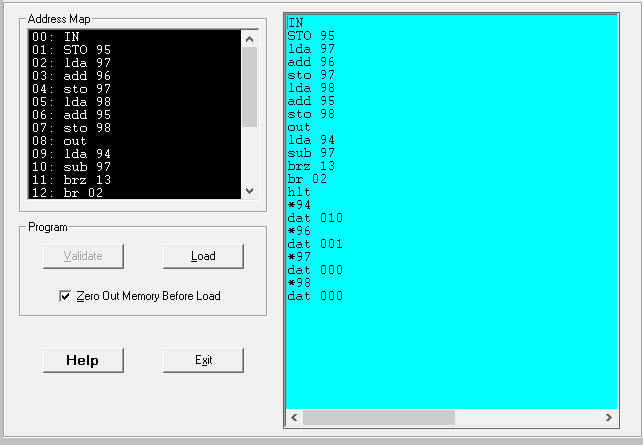 Address Map
00: IN
01: STO 95
02: lda 97
03: add 96
04: sto 97
05: lda 98
06: add 95
07: sto 98
08: out
09: lda 94
10: sub 97
11: brz 13
12: br 02
Program
Validate
Load
Zero Out Memory Before Load
Help
Exit
IN
STO 95
lda 97
add 96
sto 97
lda 98
add 95
sto 98
out
lda 94
sub 97
brz 13
br 02
hlt
*94
dat 010
*96
dat 001
*97
dat 000
*98
dat 000